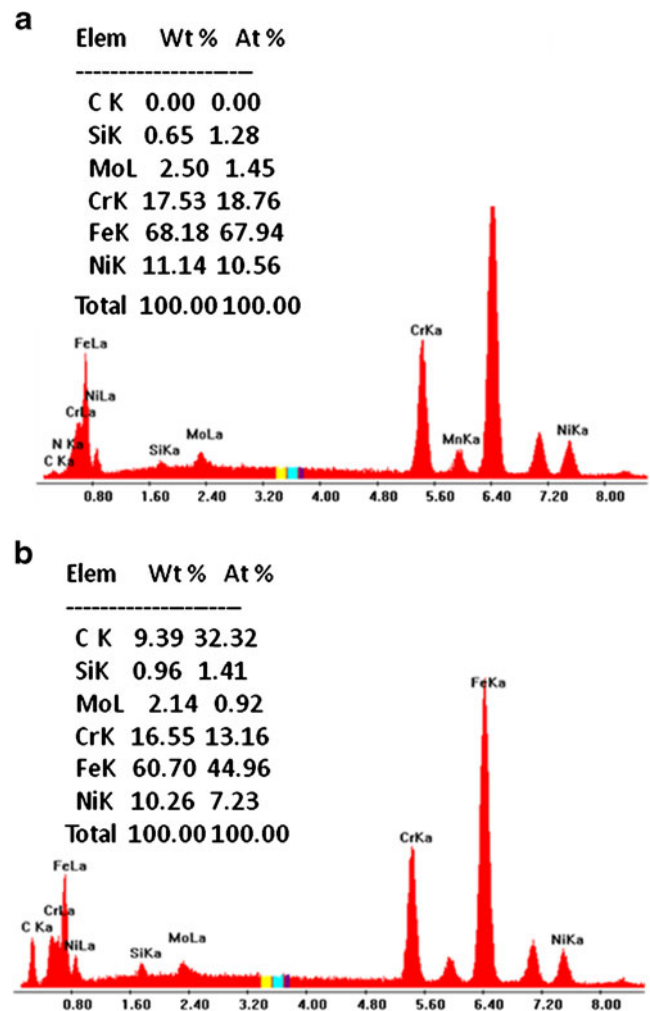 a
Elem Wt % At %
---------------------
C K 0.00 0.00
SiK 0.65 1.28
MoL 2.50 1.45
CrK 17.53 18.76
FeK 68.18 67.94
NiK 11.14 10.56
Total 100.00 100.00
FeLa
NiLa
CrLa
N Ka
C Ka
SiKa
MoLa
CrKa
MnKa
NiKa
0.80 1.60 2.40 3.20 4.00 4.80 5.60 6.40 7.20 8.00
b
Elem Wt % At %
---------------------
C K 9.39 32.32
SiK 0.96 1.41
MoL 2.14 0.92
CrK 16.55 13.16
FeK 60.70 44.96
NiK 10.26 7.23
Total 100.00 100.00
FeLa
CrLa
C Ka
NiLa
SiKa
MoLa
CrKa
FeKa
NiKa
0.80 1.60 2.40 3.20 4.00 4.80 5.60 6.40 7.20 8.00